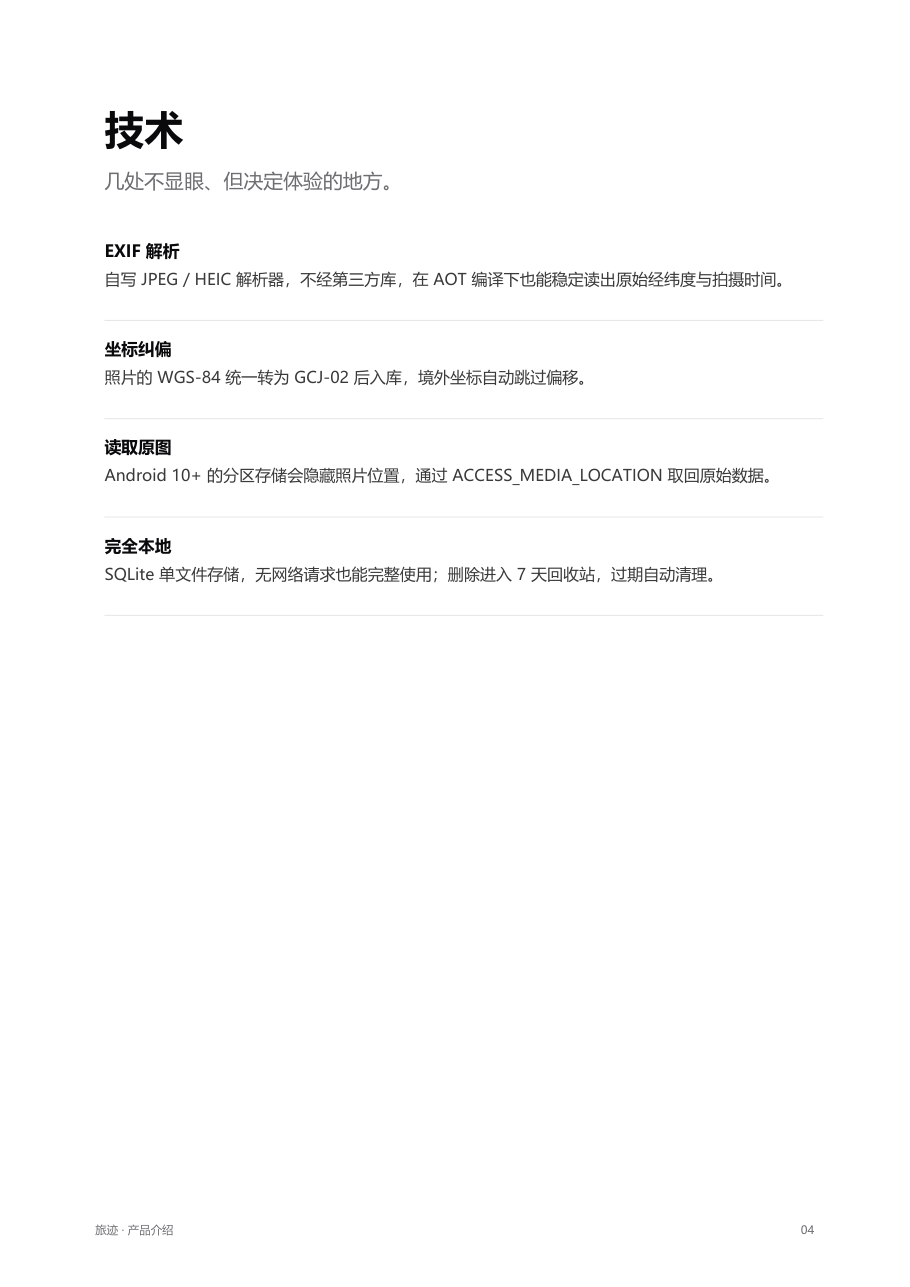 技术
几处不显眼、但决定体验的地方。
EXIF 解析
自写 JPEG / HEIC 解析器，不经第三方库，在 AOT 编译下也能稳定读出原始经纬度与拍摄时间。
坐标纠偏
照片的 WGS-84 统一转为 GCJ-02 后入库，境外坐标自动跳过偏移。
读取原图
Android 10+ 的分区存储会隐藏照片位置，通过 ACCESS_MEDIA_LOCATION 取回原始数据。
完全本地
SQLite 单文件存储，无网络请求也能完整使用；删除进入 7 天回收站，过期自动清理。
旅迹 · 产品介绍
04